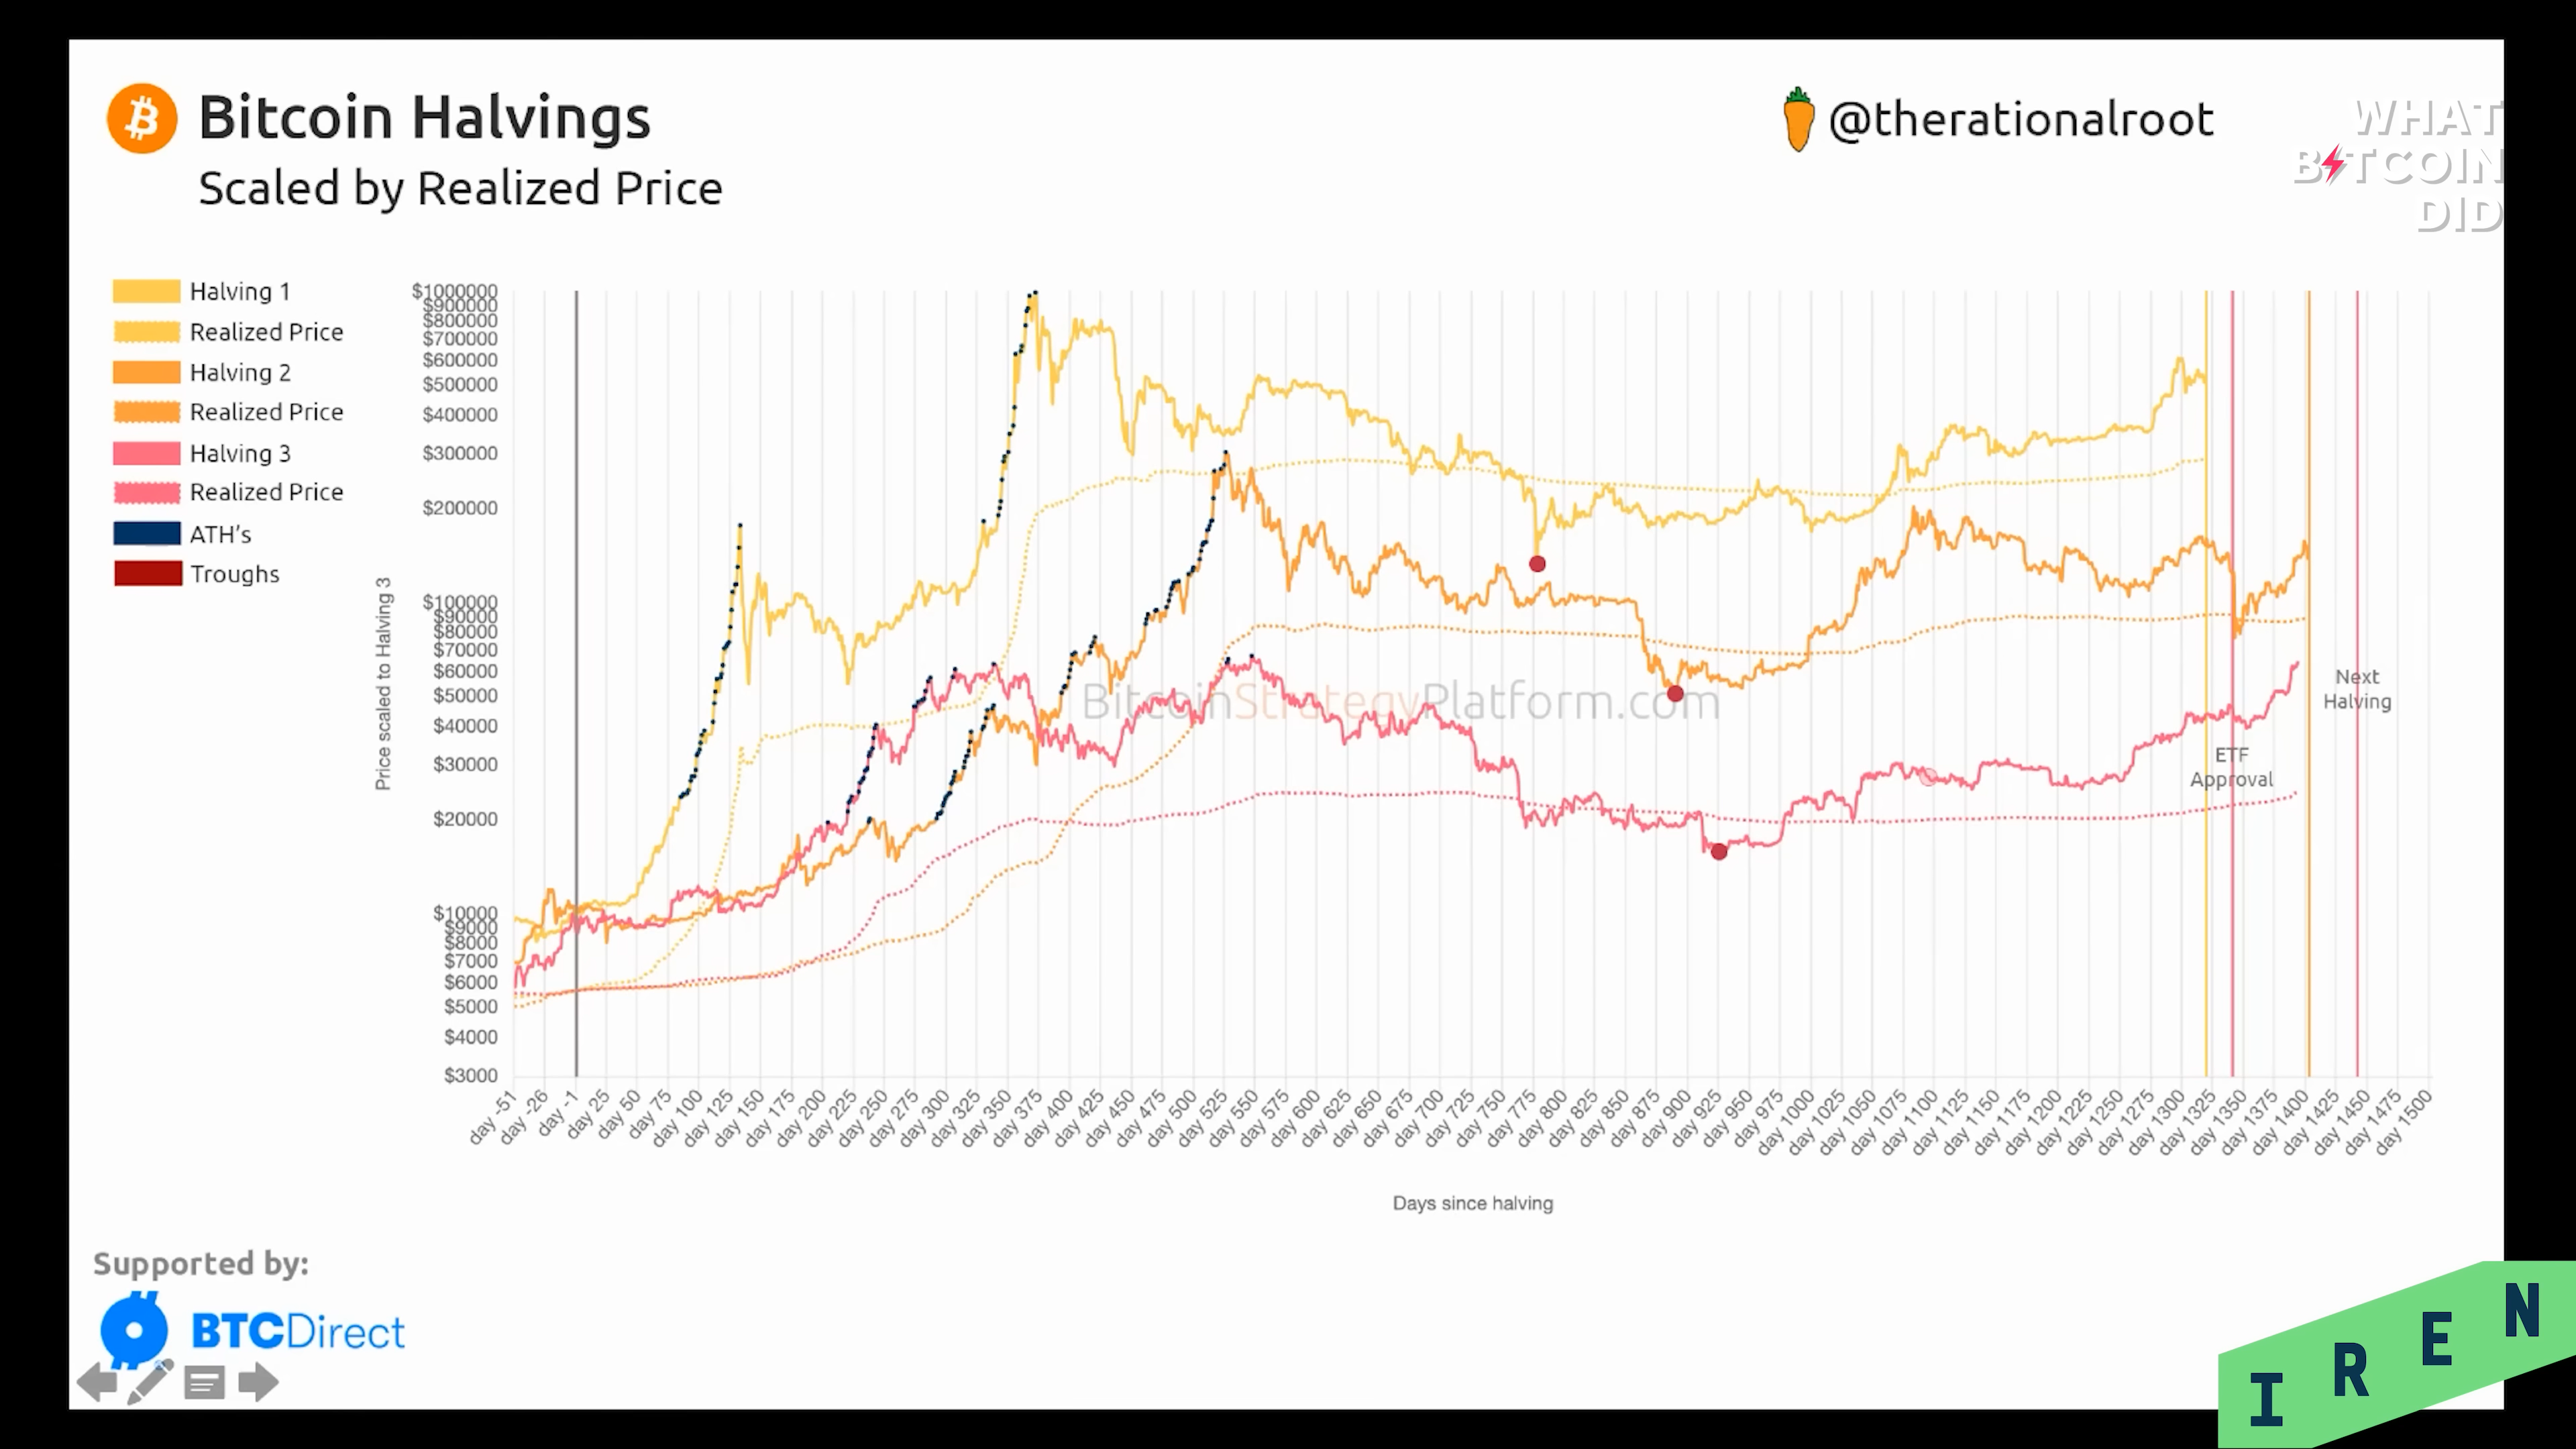 Bitcoin Halvings
Scaled by Realized Price
@therationalroot
WHAT
BITCOIN
DID
Halving 1
Realized Price
Halving 2
Realized Price
Halving 3
Realized Price
ATH's
Troughs
Price scaled to Halving 3
$1000000
$900000
$800000
$700000
$600000
$500000
$400000
$300000
$200000
$100000
$90000
$80000
$70000
$60000
$50000
$40000
$30000
$20000
$10000
$9000
$8000
$7000
$6000
$5000
$4000
$3000
BitcoinStrategyPlatform.com
Next
Halving
ETF
Approval
day -51
day -26
day -1
day 25
day 50
day 75
day 100
day 125
day 150
day 175
day 200
day 225
day 250
day 275
day 300
day 325
day 350
day 375
day 400
day 425
day 450
day 475
day 500
day 525
day 550
day 575
day 600
day 625
day 650
day 675
day 700
day 725
day 750
day 775
day 800
day 825
day 850
day 875
day 900
day 925
day 950
day 975
day 1000
day 1025
day 1050
day 1075
day 1100
day 1125
day 1150
day 1175
day 1200
day 1225
day 1250
day 1275
day 1300
day 1325
day 1350
day 1375
day 1400
day 1425
day 1450
day 1475
day 1500
Days since halving
Supported by:
BTCDirect
IREN